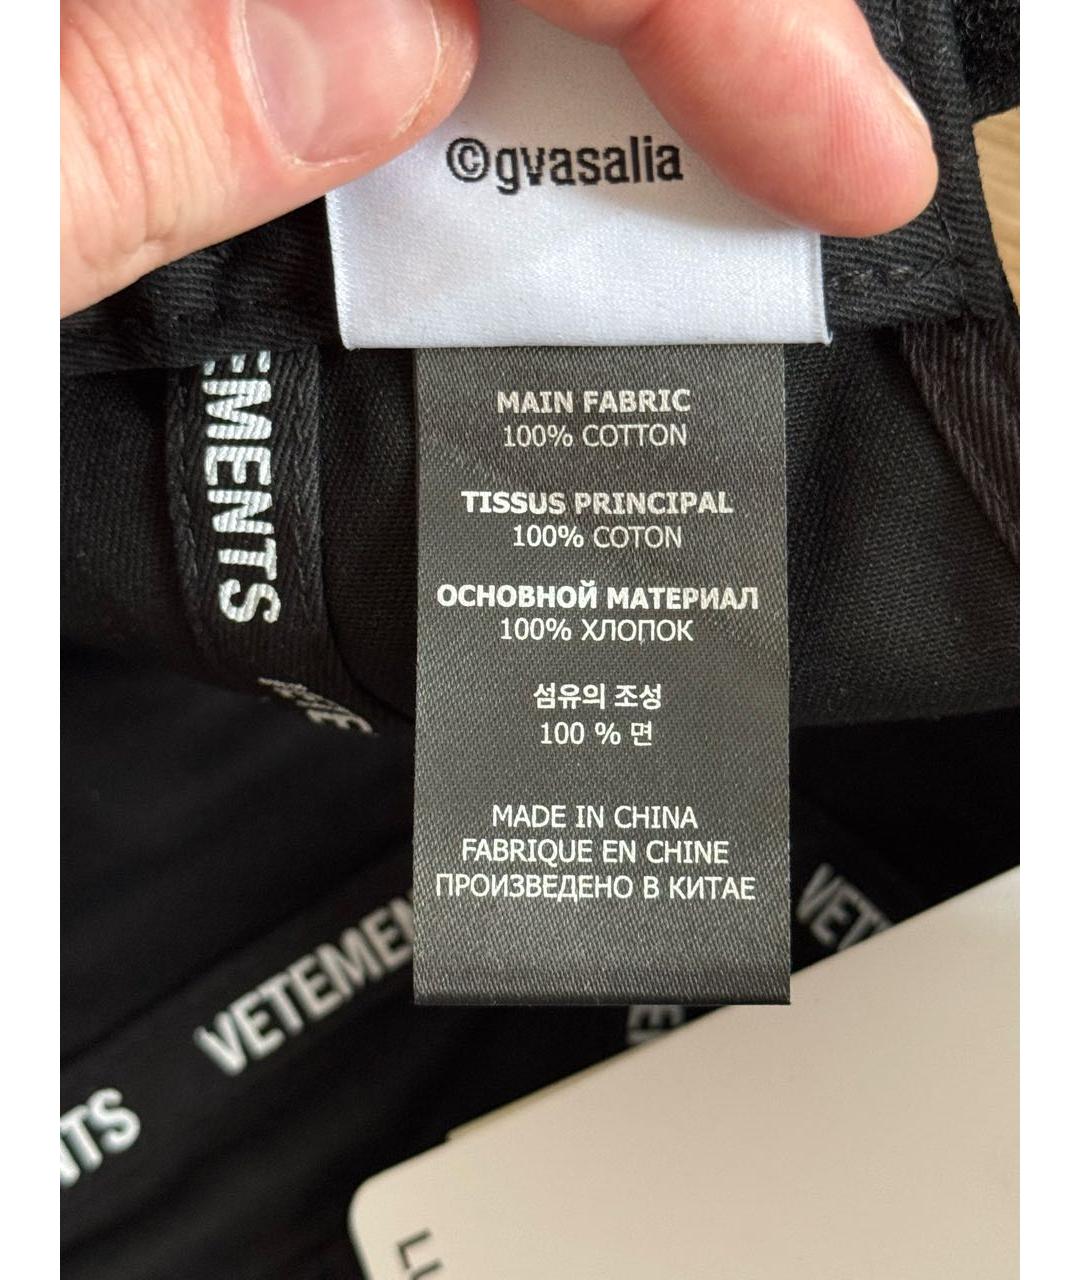 ©gvasalia
MAIN FABRIC
100% COTTON
TISSUS PRINCIPAL
100% COTON
ОСНОВНОЙ МАТЕРИАЛ
100% ХЛОПОК
섬유의 조성
100 % 면
MADE IN CHINA
FABRIQUE EN CHINE
ПРОИЗВЕДЕНО В КИТАЕ
EMENTS
VETEMEN
VET
NTS